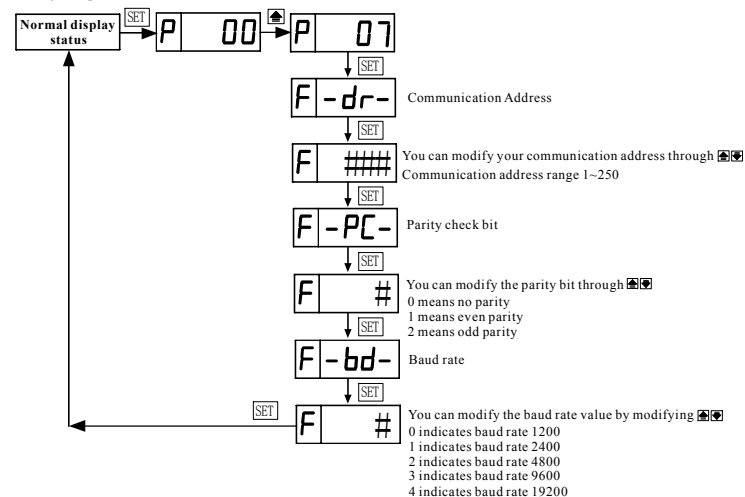 Normal display
status
SET
P 00
P 07
SET
F -dr-
Communication Address
SET
F ####
You can modify your communication address through
Communication address range 1~250
SET
F -PC-
Parity check bit
SET
F #
You can modify the parity bit through
0 means no parity
1 means even parity
2 means odd parity
SET
F -bd-
Baud rate
SET
SET
F #
You can modify the baud rate value by modifying
0 indicates baud rate 1200
1 indicates baud rate 2400
2 indicates baud rate 4800
3 indicates baud rate 9600
4 indicates baud rate 19200